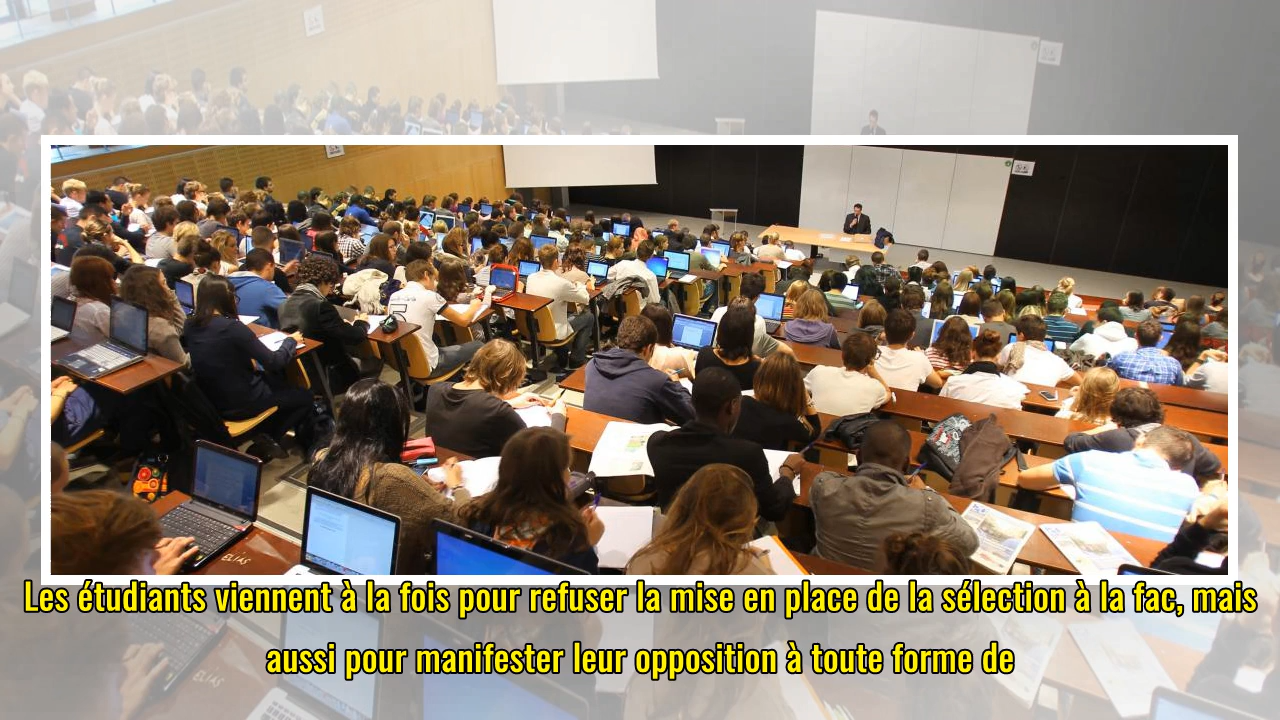 ELIAS
Les étudiants viennent à la fois pour refuser la mise en place de la sélection à la fac, mais
aussi pour manifester leur opposition à toute forme de